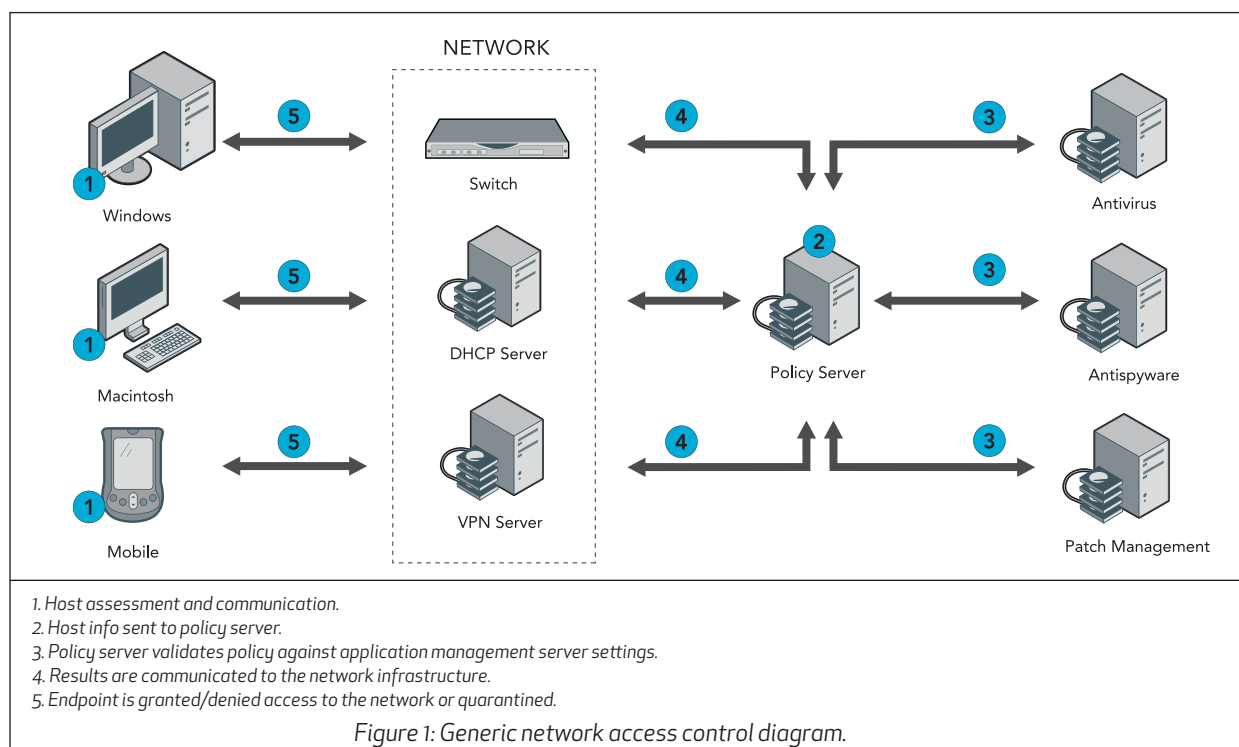 NETWORK
5
4
3
1
Windows
Switch
Antivirus
2
5
4
3
1
Macintosh
DHCP Server
Policy Server
Antispyware
5
4
3
1
Mobile
VPN Server
Patch Management
1. Host assessment and communication.
2. Host info sent to policy server.
3. Policy server validates policy against application management server settings.
4. Results are communicated to the network infrastructure.
5. Endpoint is granted/denied access to the network or quarantined.
Figure 1: Generic network access control diagram.